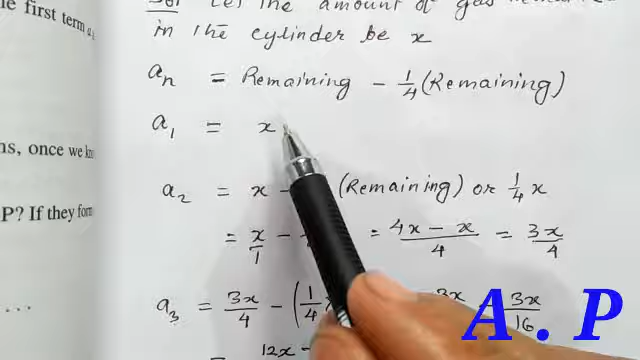 he first term a
Let the amount of gas
in the cylinder be x
an = Remaining - 1/4 (Remaining)
a1 = x
ns, once we kn
a2 = x - (Remaining) or 1/4 x
P? If they form
= x/1 - = 4x - x/4 = 3x/4
...
a3 = 3x/4 - (1/4 3x 3x/16
= 12x -
A . P